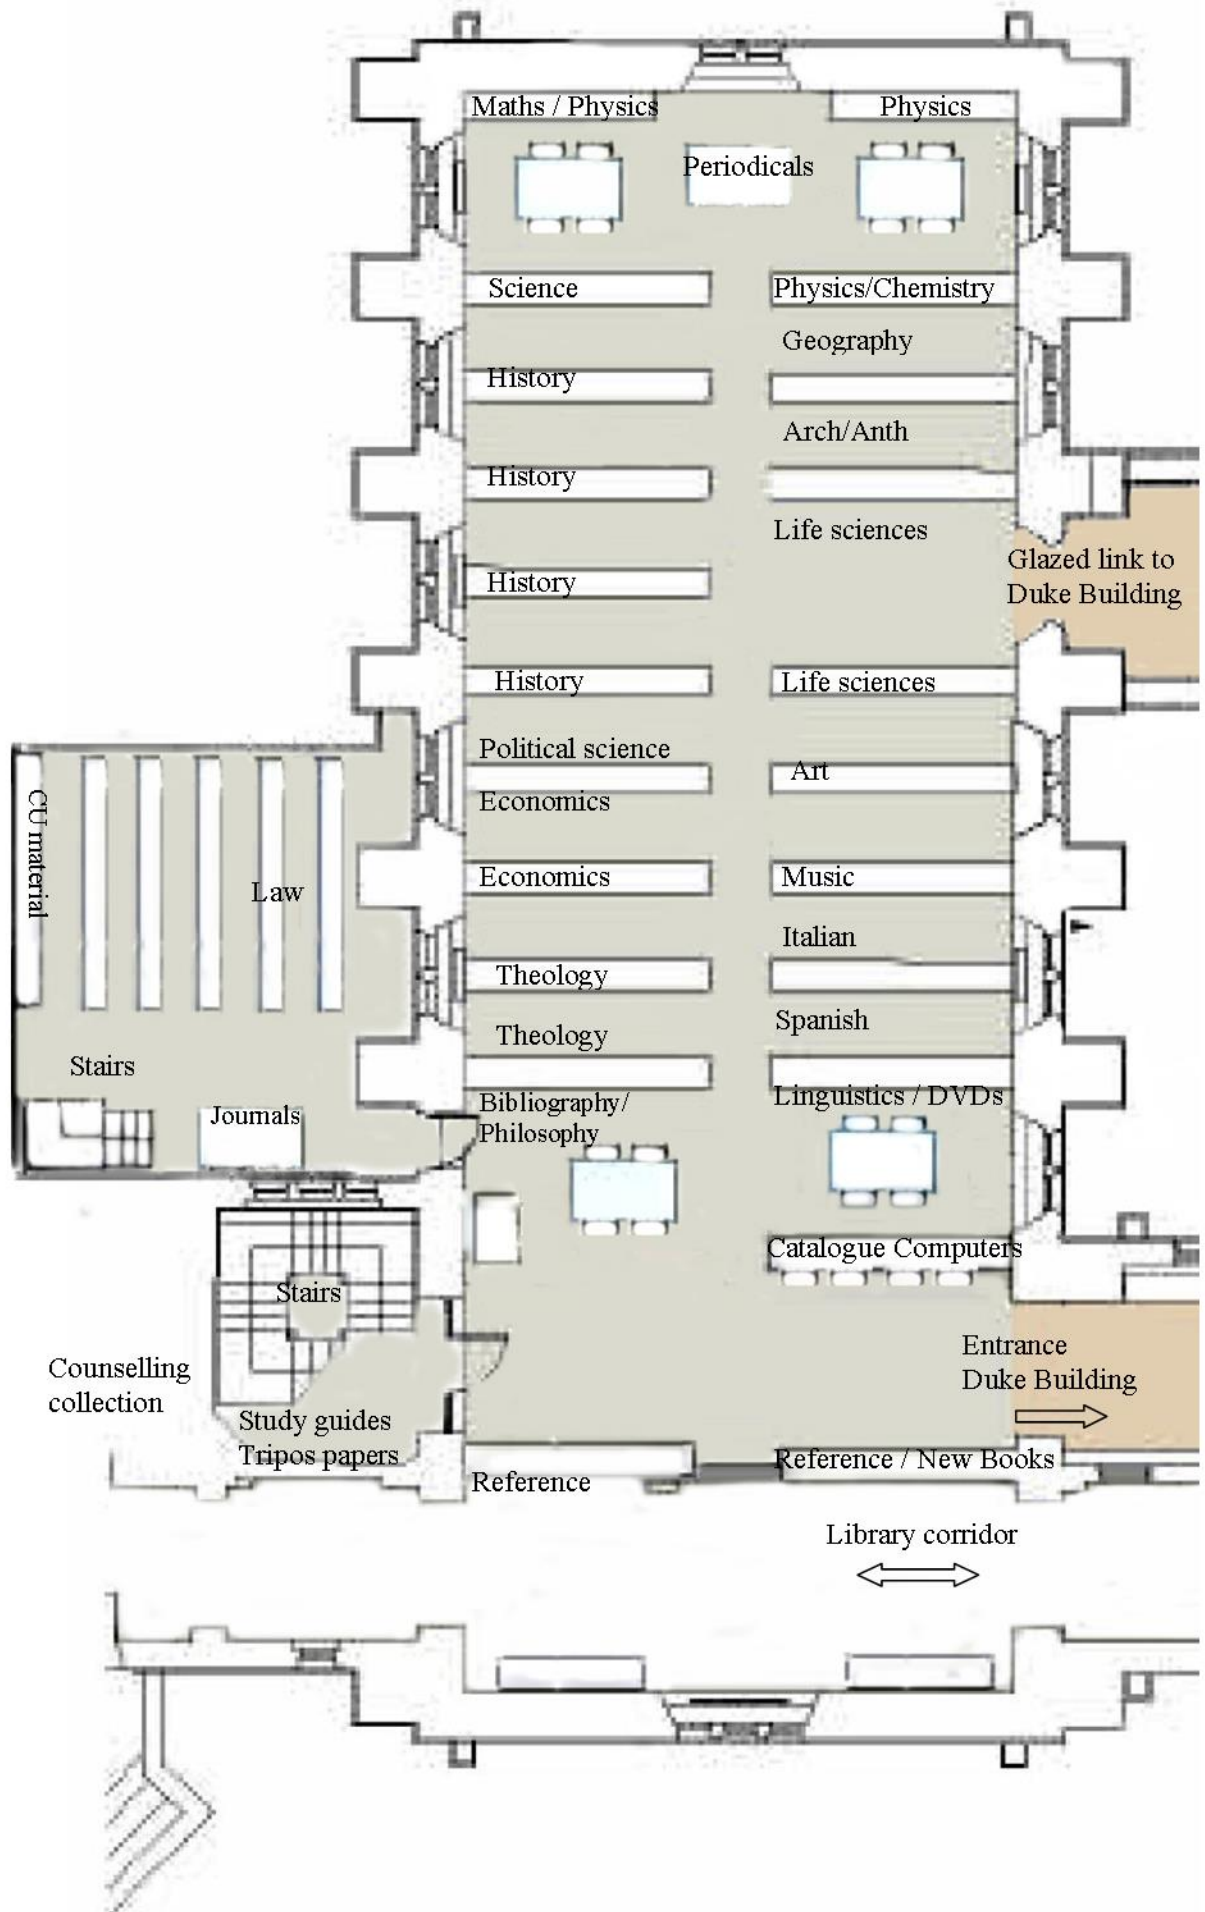 Maths / Physics
Physics
Periodicals
Science
Physics/Chemistry
Geography
History
Arch/Anth
History
Life sciences
Glazed link to
Duke Building
History
History
Life sciences
Political science
Art
Economics
CU material
Law
Economics
Music
Italian
Theology
Spanish
Theology
Stairs
Linguistics / DVDs
Journals
Bibliography/
Philosophy
Catalogue Computers
Stairs
Entrance
Duke Building
Counselling
collection
Study guides
Tripos papers
Reference / New Books
Reference
Library corridor